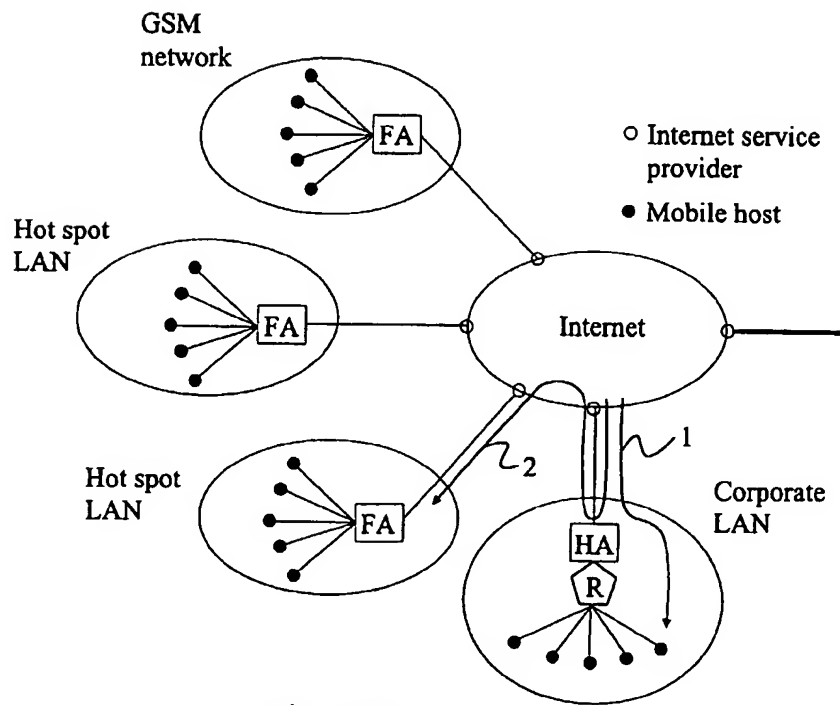 GSM
network
FA
Internet service
provider
Mobile host
Hot spot
LAN
FA
Internet
1
2
Hot spot
LAN
FA
Corporate
LAN
HA
R